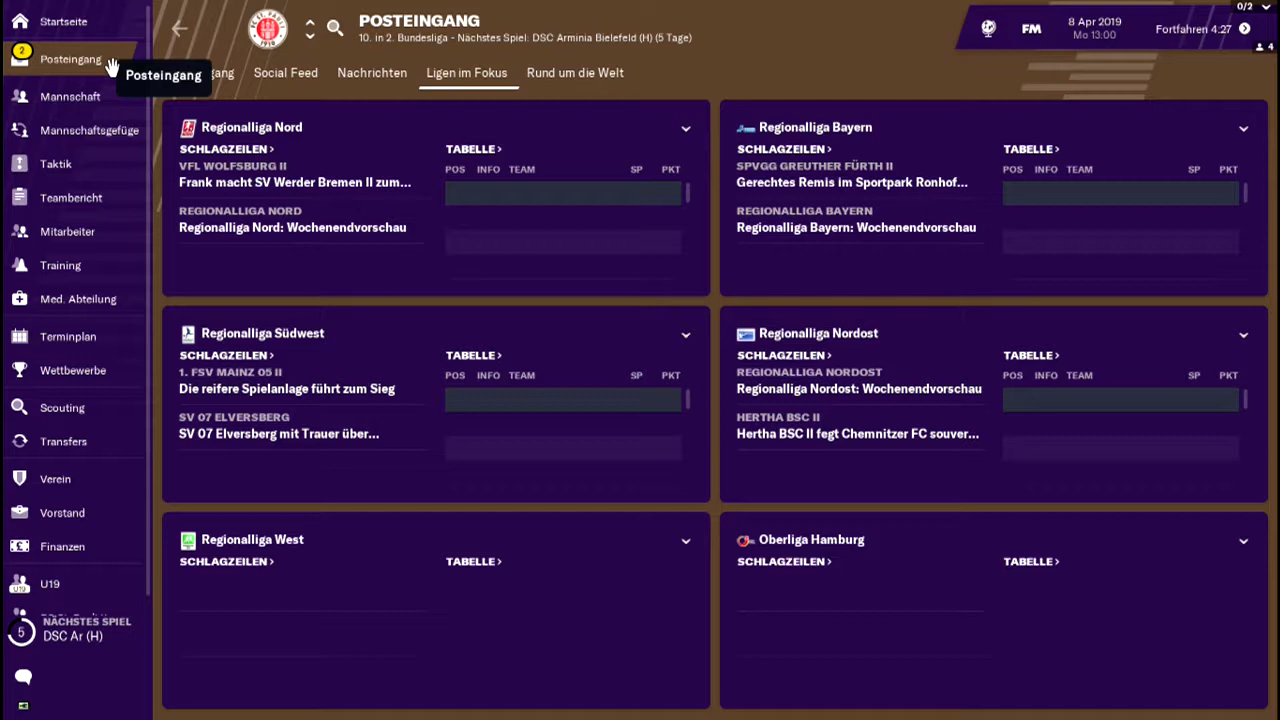 Startseite
2
Posteingang
Mannschaft
Mannschaftsgefüge
Taktik
Teambericht
Mitarbeiter
Training
Med. Abteilung
Terminplan
Wettbewerbe
Scouting
Transfers
Verein
Vorstand
Finanzen
U19
U19
NÄCHSTES SPIEL
5
DSC Ar (H)
Posteingang
POSTEINGANG
10. in 2. Bundesliga - Nächstes Spiel: DSC Arminia Bielefeld (H) (5 Tage)
FM
8 Apr 2019
Mo 13:00
Fortfahren 4:27
0/2
4
gang
Social Feed
Nachrichten
Ligen im Fokus
Rund um die Welt
Regionalliga Nord
SCHLAGZEILEN ›
TABELLE ›
VFL WOLFSBURG II
POS INFO TEAM SP PKT
Frank macht SV Werder Bremen II zum...
REGIONALLIGA NORD
Regionalliga Nord: Wochenendvorschau
Regionalliga Bayern
SCHLAGZEILEN ›
TABELLE ›
SPVGG GREUTHER FÜRTH II
POS INFO TEAM SP PKT
Gerechtes Remis im Sportpark Ronhof...
REGIONALLIGA BAYERN
Regionalliga Bayern: Wochenendvorschau
Regionalliga Südwest
SCHLAGZEILEN ›
TABELLE ›
1. FSV MAINZ 05 II
POS INFO TEAM SP PKT
Die reifere Spielanlage führt zum Sieg
SV 07 ELVERSBERG
SV 07 Elversberg mit Trauer über...
Regionalliga Nordost
SCHLAGZEILEN ›
TABELLE ›
REGIONALLIGA NORDOST
POS INFO TEAM SP PKT
Regionalliga Nordost: Wochenendvorschau
HERTHA BSC II
Hertha BSC II fegt Chemnitzer FC souver...
Regionalliga West
SCHLAGZEILEN ›
TABELLE ›
Oberliga Hamburg
SCHLAGZEILEN ›
TABELLE ›